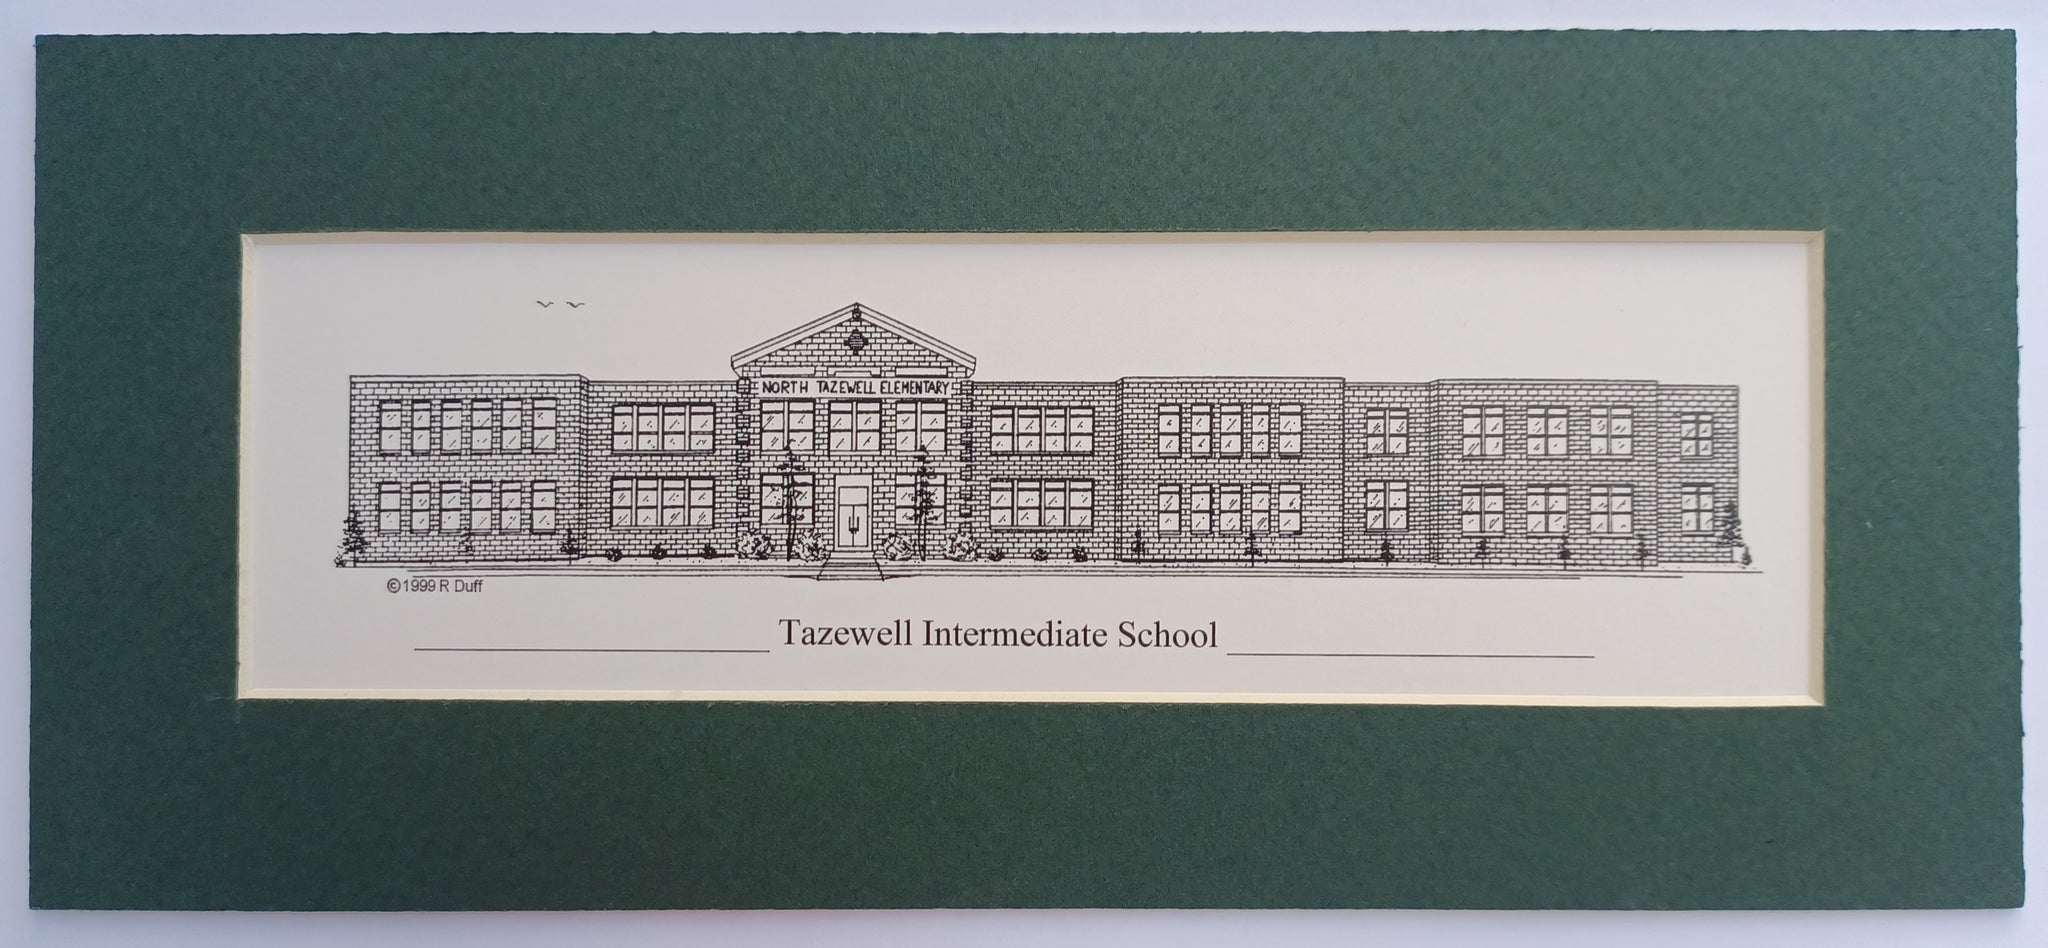 NORTH TAZEWELL ELEMENTARY
©1999 R Duff
Tazewell Intermediate School